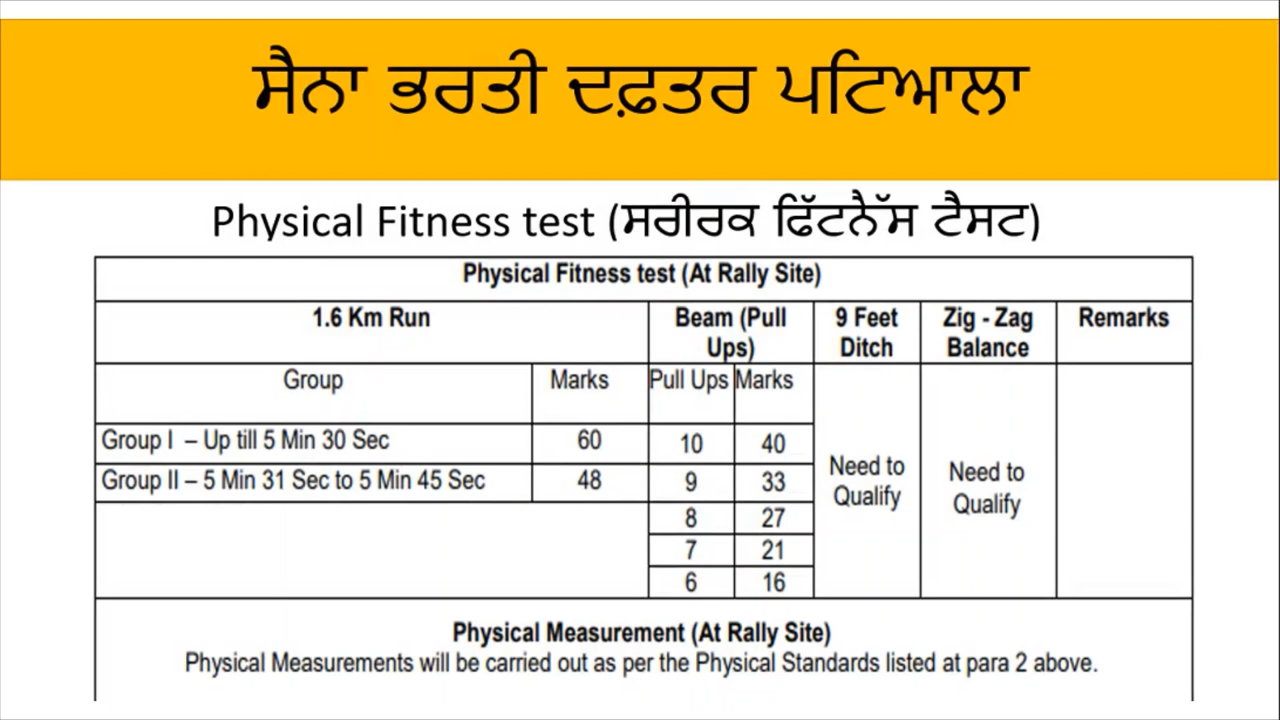 ਸੈਨਾ ਭਰਤੀ ਦਫ਼ਤਰ ਪਟਿਆਲਾ
Physical Fitness test (ਸਰੀਰਕ ਫਿੱਟਨੈੱਸ ਟੈਸਟ)
Physical Fitness test (At Rally Site)
1.6 Km Run
Beam (Pull
Ups)
9 Feet
Ditch
Zig - Zag
Balance
Remarks
Group Marks Pull Ups Marks
Group I – Up till 5 Min 30 Sec 60 10 40
Group II – 5 Min 31 Sec to 5 Min 45 Sec 48 9 33
8 27
7 21
6 16
Need to
Qualify
Need to
Qualify
Physical Measurement (At Rally Site)
Physical Measurements will be carried out as per the Physical Standards listed at para 2 above.